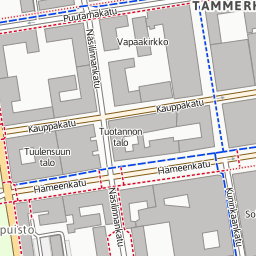 TAMMERK
Puutarhakatu
Näsilinnankatu
Vapaakirkko
Kauppakatu
Kauppakatu
Tuotannon
talo
Tuulensuun
talo
Hämeenkatu
Hämeenkatu
Näsilinnankatu
Kuninkaankatu
puisto
So